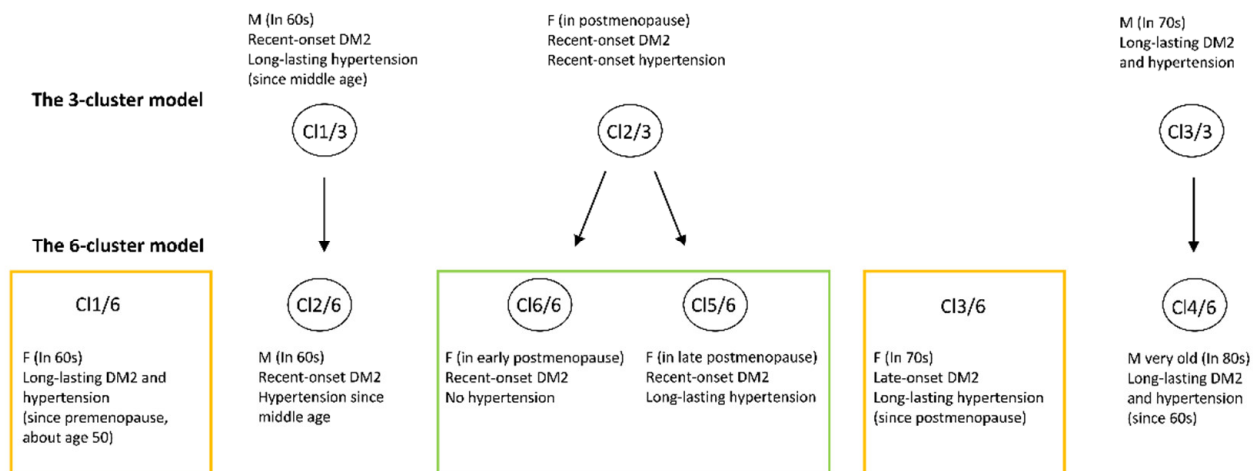 M (In 60s)
Recent-onset DM2
Long-lasting hypertension
(since middle age)
F (in postmenopause)
Recent-onset DM2
Recent-onset hypertension
M (In 70s)
Long-lasting DM2
and hypertension
The 3-cluster model
Cl1/3
Cl2/3
Cl3/3
The 6-cluster model
Cl1/6
F (In 60s)
Long-lasting DM2 and
hypertension
(since premenopause,
about age 50)
Cl2/6
M (In 60s)
Recent-onset DM2
Hypertension since
middle age
Cl6/6
F (in early postmenopause)
Recent-onset DM2
No hypertension
Cl5/6
F (in late postmenopause)
Recent-onset DM2
Long-lasting hypertension
Cl3/6
F (In 70s)
Late-onset DM2
Long-lasting hypertension
(since postmenopause)
Cl4/6
M very old (In 80s)
Long-lasting DM2
and hypertension
(since 60s)